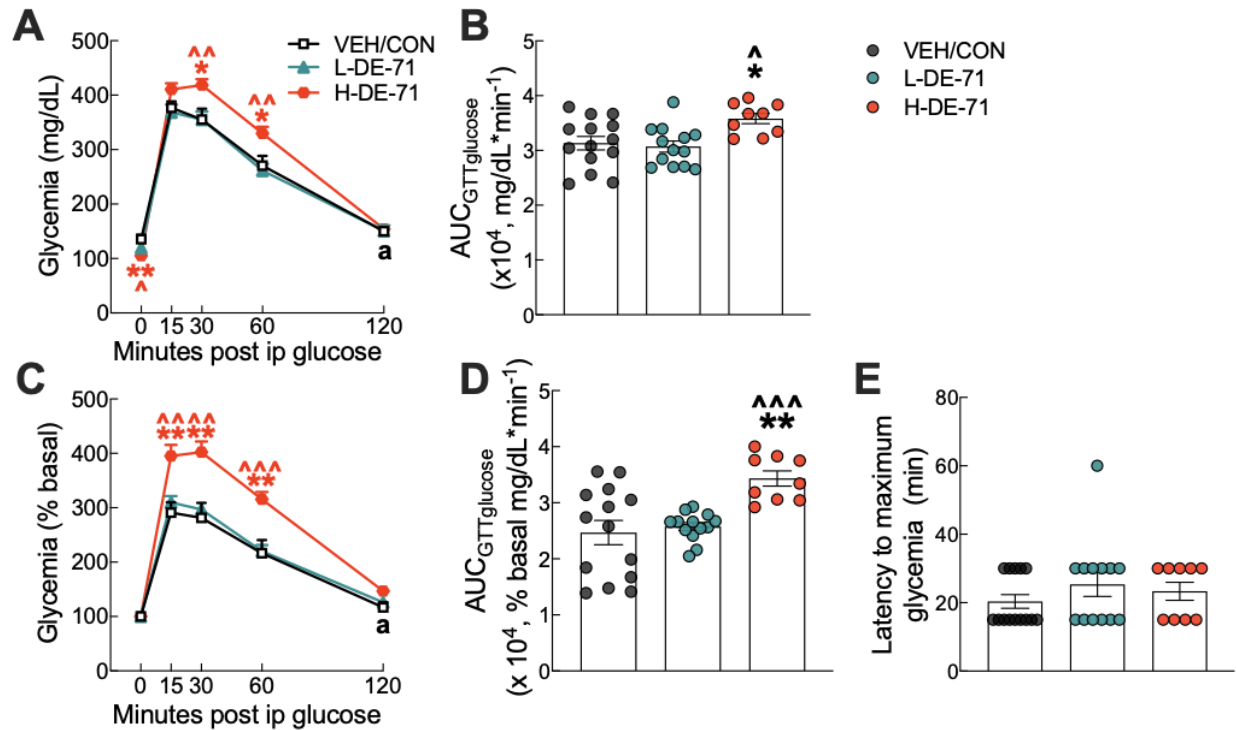 A
Glycemia (mg/dL)
500
400
300
200
100
0
VEH/CON
L-DE-71
H-DE-71
^^
*
^^
*
**
^
a
0 15 30 60 120
Minutes post ip glucose
B
AUCGTTglucose
(x10⁴, mg/dL*min⁻¹)
5
4
3
2
1
0
^
*
VEH/CON
L-DE-71
H-DE-71
C
Glycemia (% basal)
500
400
300
200
100
0
^^ ^^
** **
^^^
**
a
0 15 30 60 120
Minutes post ip glucose
D
AUCGTTglucose
(x 10⁴, % basal mg/dL*min⁻¹)
5
4
3
2
1
0
^^^
**
E
Latency to maximum
glycemia (min)
80
60
40
20
0